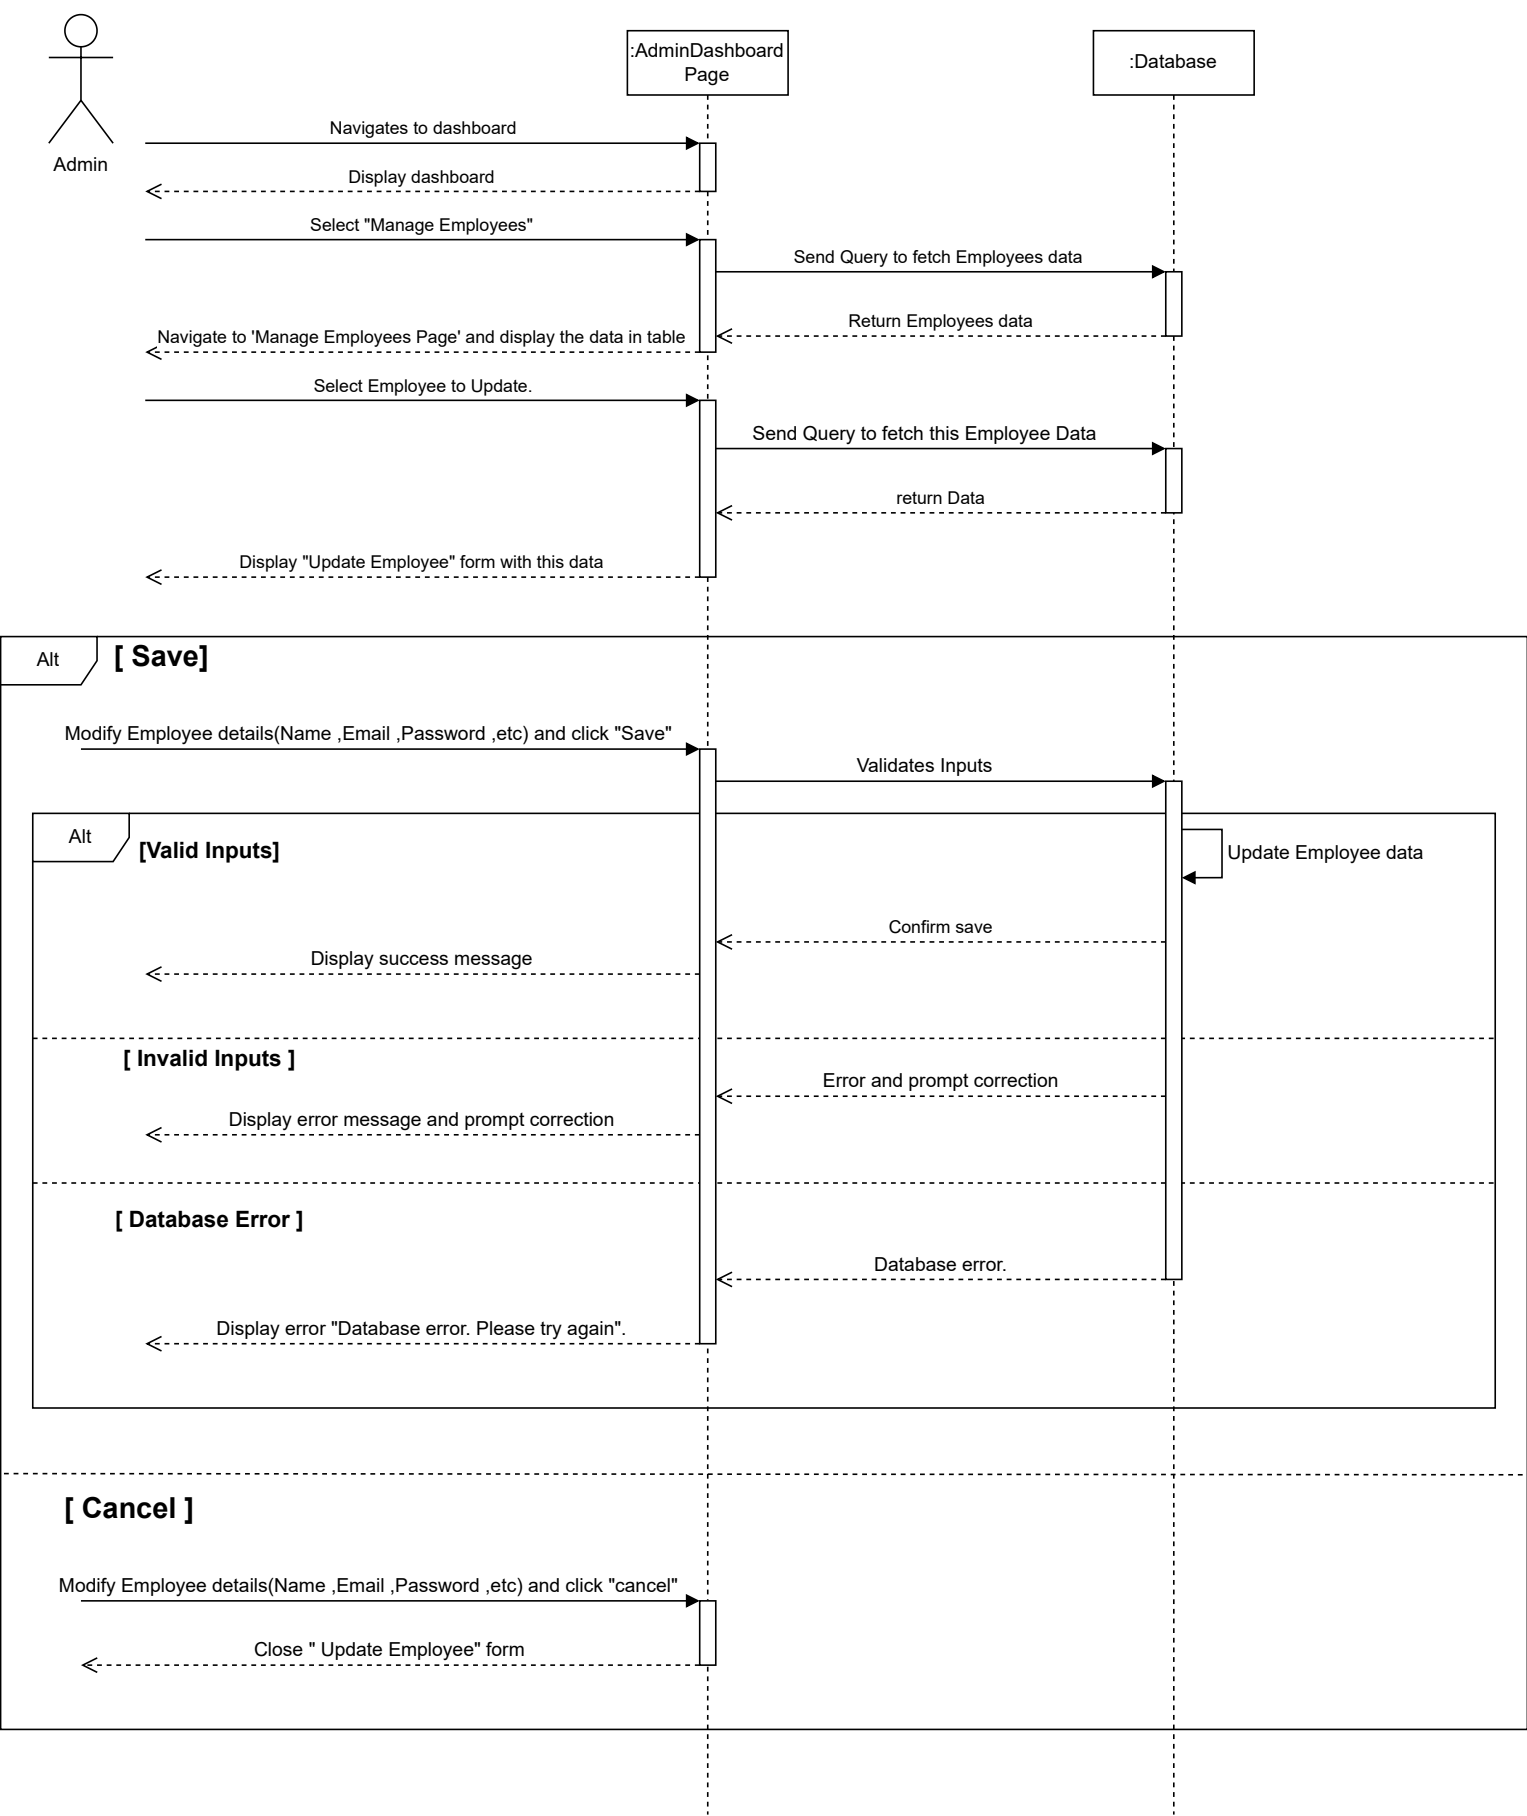 :AdminDashboard
Page
:Database
Admin
Navigates to dashboard
Display dashboard
Select "Manage Employees"
Send Query to fetch Employees data
Return Employees data
Navigate to 'Manage Employees Page' and display the data in table
Select Employee to Update.
Send Query to fetch this Employee Data
return Data
Display "Update Employee" form with this data
Alt
[ Save]
Modify Employee details(Name ,Email ,Password ,etc) and click "Save"
Validates Inputs
Alt
[Valid Inputs]
Update Employee data
Confirm save
Display success message
[ Invalid Inputs ]
Error and prompt correction
Display error message and prompt correction
[ Database Error ]
Database error.
Display error "Database error. Please try again".
[ Cancel ]
Modify Employee details(Name ,Email ,Password ,etc) and click "cancel"
Close " Update Employee" form